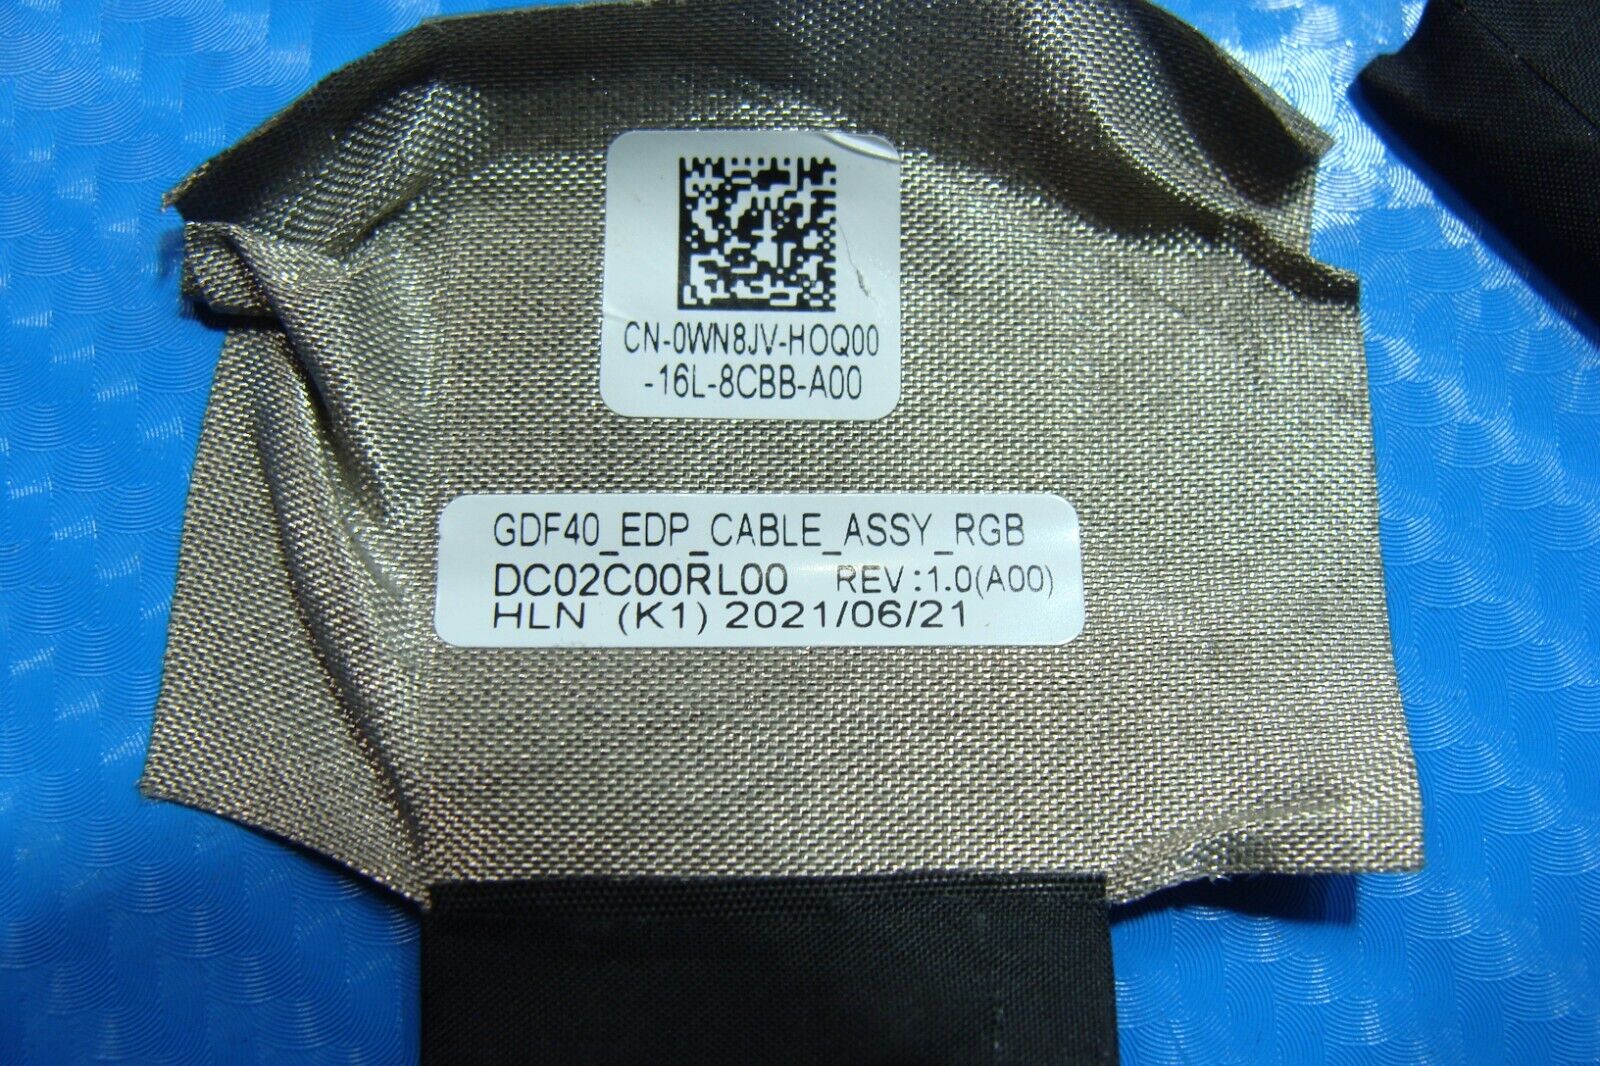 CN-0WN8JV-HOQ00
-16L-8CBB-A00
GDF40_EDP_CABLE_ASSY_RGB
DC02C00RL00 REV:1.0(A00)
HLN (K1) 2021/06/21